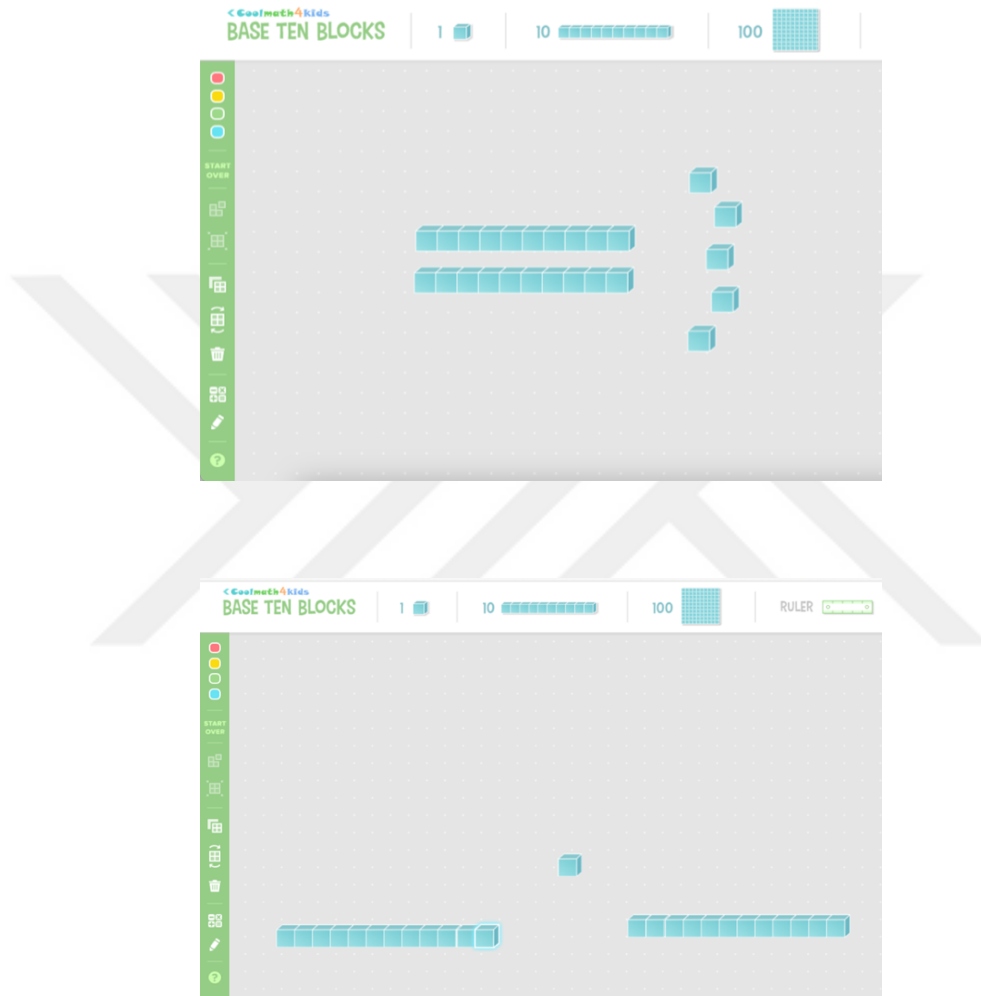 < Coolmath4kids
BASE TEN BLOCKS 1 10 100
START
OVER
?
< Coolmath4kids
BASE TEN BLOCKS 1 10 100 RULER
START
OVER
?